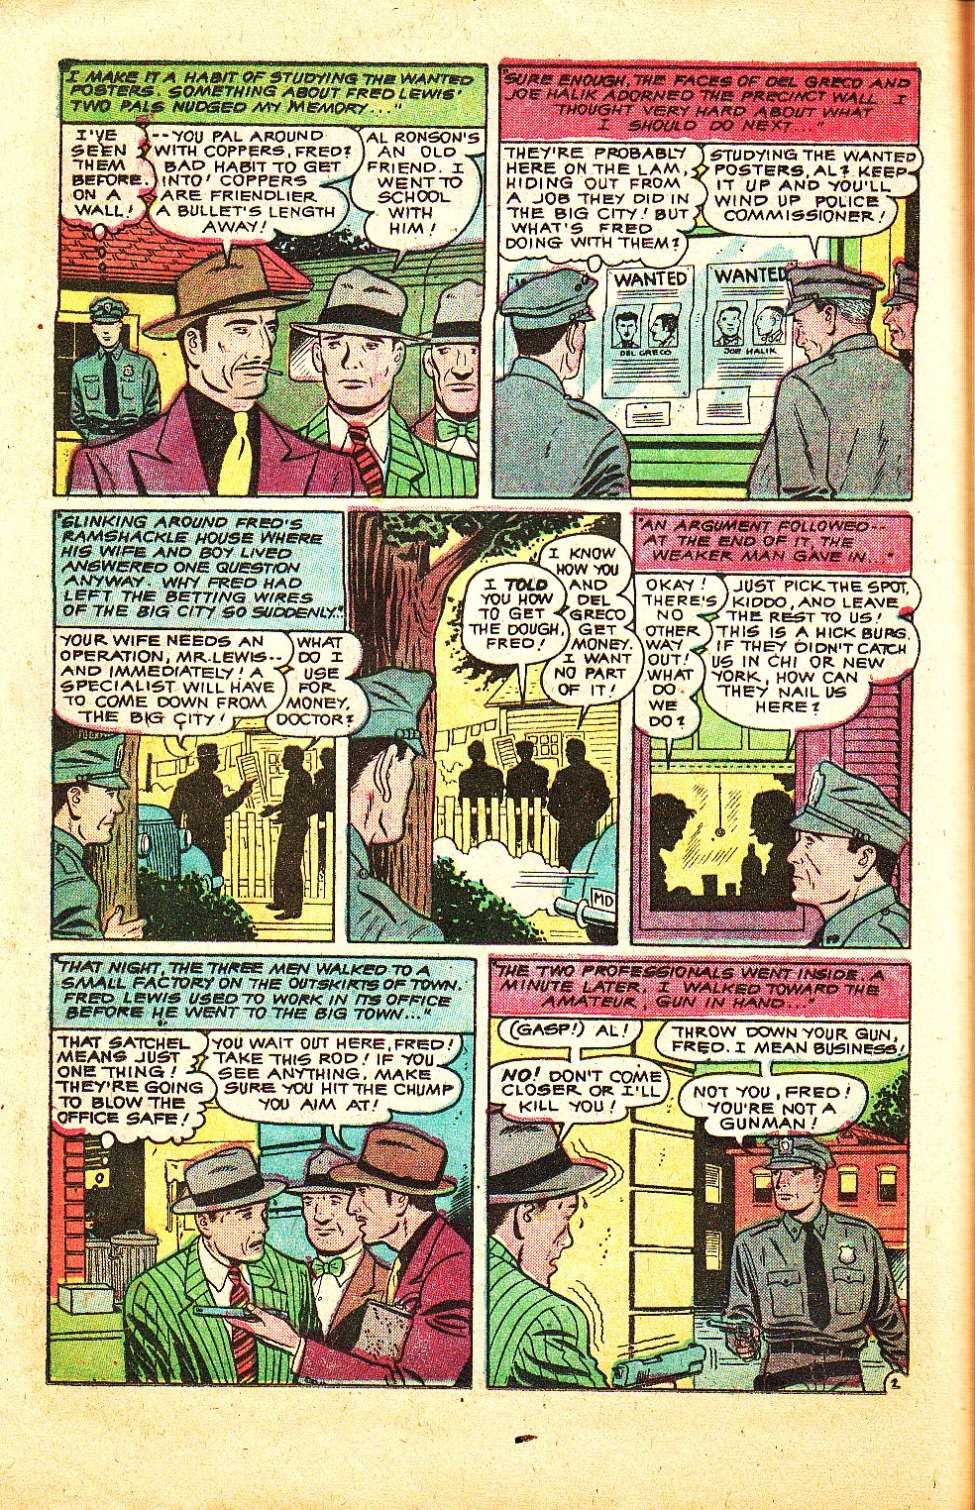 "I MAKE IT A HABIT OF STUDYING THE WANTED
POSTERS. SOMETHING ABOUT FRED LEWIS'
TWO PALS NUDGED MY MEMORY..."
I'VE
SEEN
THEM
BEFORE.
ON A
WALL!
--YOU PAL AROUND
WITH COPPERS, FRED?
BAD HABIT TO GET
INTO! COPPERS
ARE FRIENDLIER
A BULLET'S LENGTH
AWAY!
AL RONSON'S
AN OLD
FRIEND. I
WENT TO
SCHOOL
WITH
HIM!
"SURE ENOUGH, THE FACES OF DEL GRECO AND
JOE HALIK ADORNED THE PRECINCT WALL. I
THOUGHT VERY HARD ABOUT WHAT
I SHOULD DO NEXT..."
THEY'RE PROBABLY
HERE ON THE LAM,
HIDING OUT FROM
A JOB THEY DID IN
THE BIG CITY! BUT
WHAT'S FRED
DOING WITH THEM?
STUDYING THE WANTED
POSTERS, AL? KEEP
IT UP AND YOU'LL
WIND UP POLICE
COMMISSIONER!
WANTED
DEL GRECO
WANTED
JOE HALIK
"SLINKING AROUND FRED'S
RAMSHACKLE HOUSE WHERE
HIS WIFE AND BOY LIVED
ANSWERED ONE QUESTION
ANYWAY. WHY FRED HAD
LEFT THE BETTING WIRES
OF THE BIG CITY SO SUDDENLY."
YOUR WIFE NEEDS AN
OPERATION, MR. LEWIS--
AND IMMEDIATELY! A
SPECIALIST WILL HAVE
TO COME DOWN FROM
THE BIG CITY!
WHAT
DO I
USE
FOR
MONEY,
DOCTOR?
I TOLD
YOU HOW
TO GET
THE DOUGH,
FRED!
I KNOW
HOW YOU
AND
DEL
GRECO
GET
MONEY.
I WANT
NO PART
OF IT!
MD
"AN ARGUMENT FOLLOWED--
AT THE END OF IT, THE
WEAKER MAN GAVE IN..."
OKAY!
THERE'S
NO
OTHER
WAY
OUT!
WHAT
DO
WE
DO?
JUST PICK THE SPOT,
KIDDO, AND LEAVE
THE REST TO US!
THIS IS A HICK BURG.
IF THEY DIDN'T CATCH
US IN CHI OR NEW
YORK, HOW CAN
THEY NAIL US
HERE?
"THAT NIGHT, THE THREE MEN WALKED TO A
SMALL FACTORY ON THE OUTSKIRTS OF TOWN.
FRED LEWIS USED TO WORK IN ITS OFFICE
BEFORE HE WENT TO THE BIG TOWN..."
THAT SATCHEL
MEANS JUST
ONE THING!
THEY'RE GOING
TO BLOW THE
OFFICE SAFE!
YOU WAIT OUT HERE, FRED!
TAKE THIS ROD! IF YOU
SEE ANYTHING, MAKE
SURE YOU HIT THE CHUMP
YOU AIM AT!
"THE TWO PROFESSIONALS WENT INSIDE. A
MINUTE LATER, I WALKED TOWARD THE
AMATEUR, GUN IN HAND..."
(GASP!) AL!
NO! DON'T COME
CLOSER OR I'LL
KILL YOU!
THROW DOWN YOUR GUN,
FRED. I MEAN BUSINESS!
NOT YOU, FRED!
YOU'RE NOT A
GUNMAN!
2